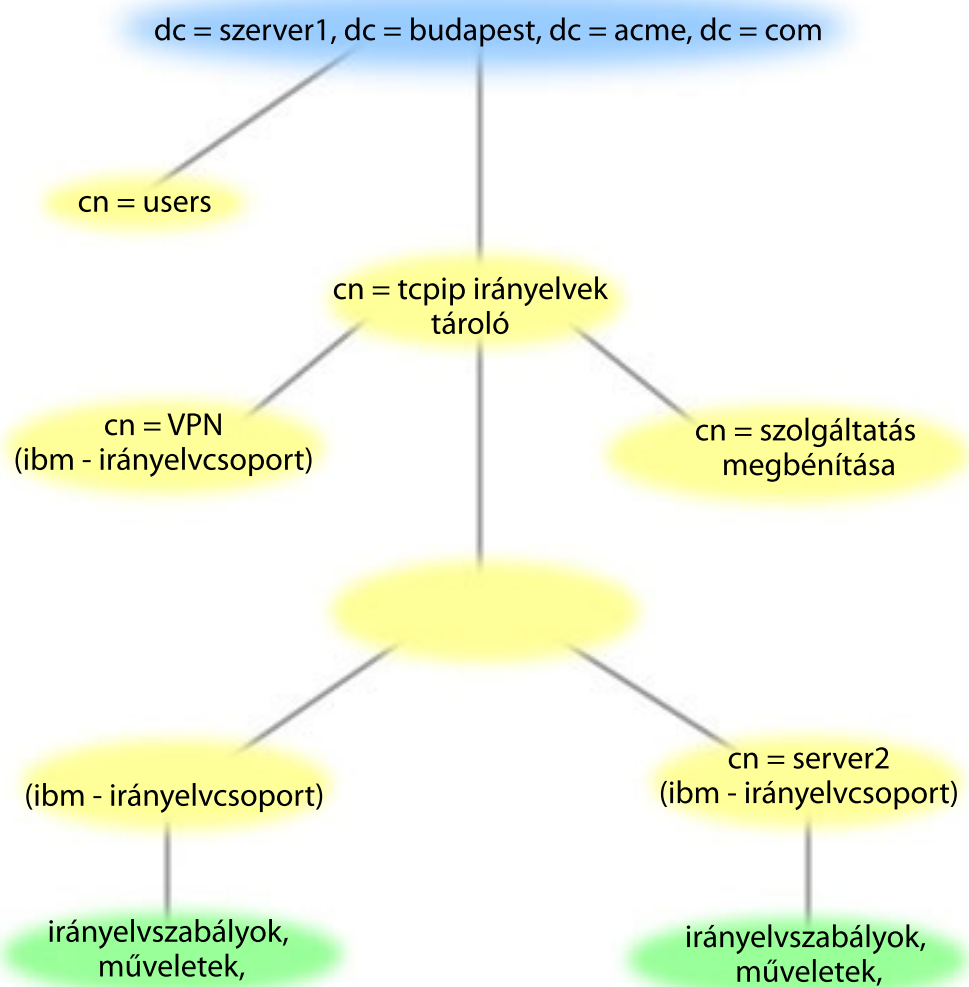 dc = szerver1, dc = budapest, dc = acme, dc = com
cn = users
cn = tcpip irányelvek
tároló
cn = VPN
(ibm - irányelvcsoport)
cn = szolgáltatás
megbénítása
(ibm - irányelvcsoport)
cn = server2
(ibm - irányelvcsoport)
irányelvszabályok,
műveletek,
irányelvszabályok,
műveletek,